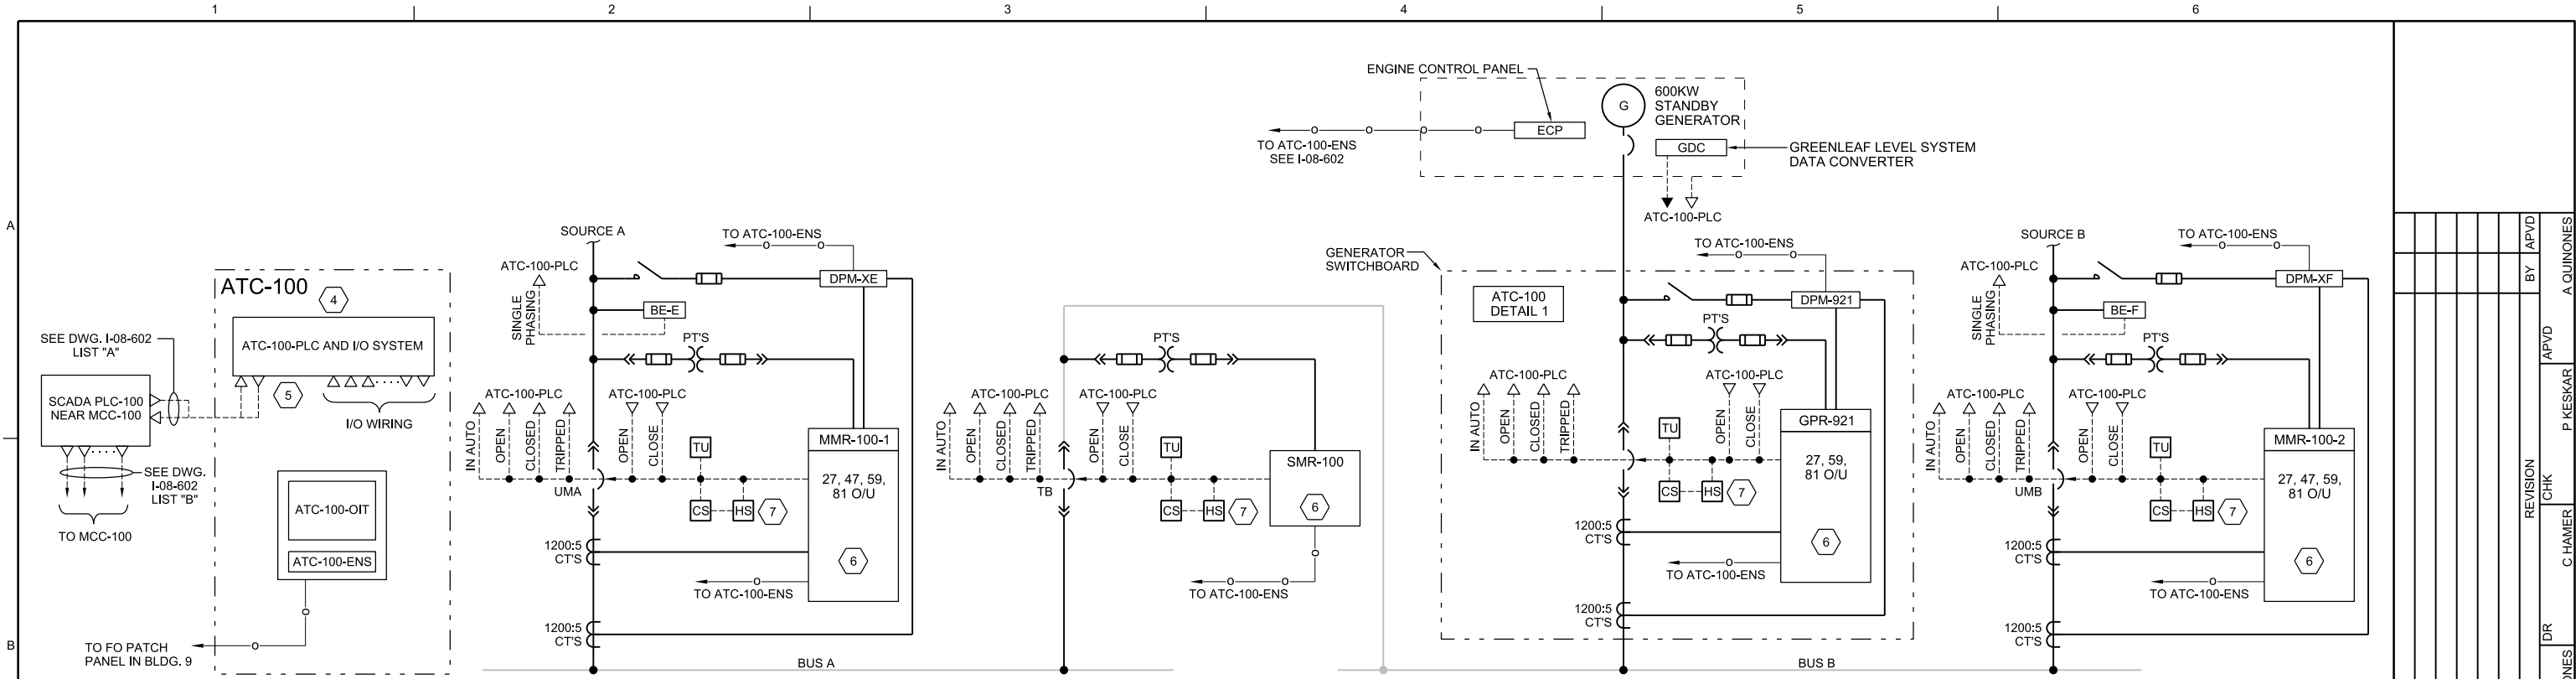 1
2
3
4
5
6
A
B
ENGINE CONTROL PANEL
ECP
TO ATC-100-ENS
SEE I-08-602
G
600KW
STANDBY
GENERATOR
GDC
GREENLEAF LEVEL SYSTEM
DATA CONVERTER
ATC-100-PLC
ATC-100
4
ATC-100-PLC AND I/O SYSTEM
5
I/O WIRING
SEE DWG. I-08-602
LIST "A"
SCADA PLC-100
NEAR MCC-100
SEE DWG.
I-08-602
LIST "B"
TO MCC-100
ATC-100-OIT
ATC-100-ENS
TO FO PATCH
PANEL IN BLDG. 9
SOURCE A
TO ATC-100-ENS
ATC-100-PLC
DPM-XE
SINGLE
PHASING
BE-E
PT'S
ATC-100-PLC
ATC-100-PLC
IN AUTO
OPEN
CLOSED
TRIPPED
OPEN
CLOSE
UMA
TU
CS
HS
7
MMR-100-1
27, 47, 59,
81 O/U
6
1200:5
CT'S
TO ATC-100-ENS
1200:5
CT'S
BUS A
PT'S
ATC-100-PLC
ATC-100-PLC
IN AUTO
OPEN
CLOSED
TRIPPED
OPEN
CLOSE
TB
TU
CS
HS
7
SMR-100
6
TO ATC-100-ENS
GENERATOR
SWITCHBOARD
TO ATC-100-ENS
ATC-100
DETAIL 1
DPM-921
PT'S
ATC-100-PLC
ATC-100-PLC
IN AUTO
OPEN
CLOSED
TRIPPED
OPEN
CLOSE
TU
CS
HS
7
GPR-921
27, 59,
81 O/U
6
1200:5
CT'S
TO ATC-100-ENS
1200:5
CT'S
BUS B
SOURCE B
TO ATC-100-ENS
ATC-100-PLC
DPM-XF
SINGLE
PHASING
BE-F
PT'S
ATC-100-PLC
ATC-100-PLC
IN AUTO
OPEN
CLOSED
TRIPPED
OPEN
CLOSE
UMB
TU
CS
HS
7
MMR-100-2
27, 47, 59,
81 O/U
6
1200:5
CT'S
TO ATC-100-ENS
1200:5
CT'S
REVISION
BY
APVD
DR
C HAMER
CHK
P KESKAR
APVD
A QUINONES